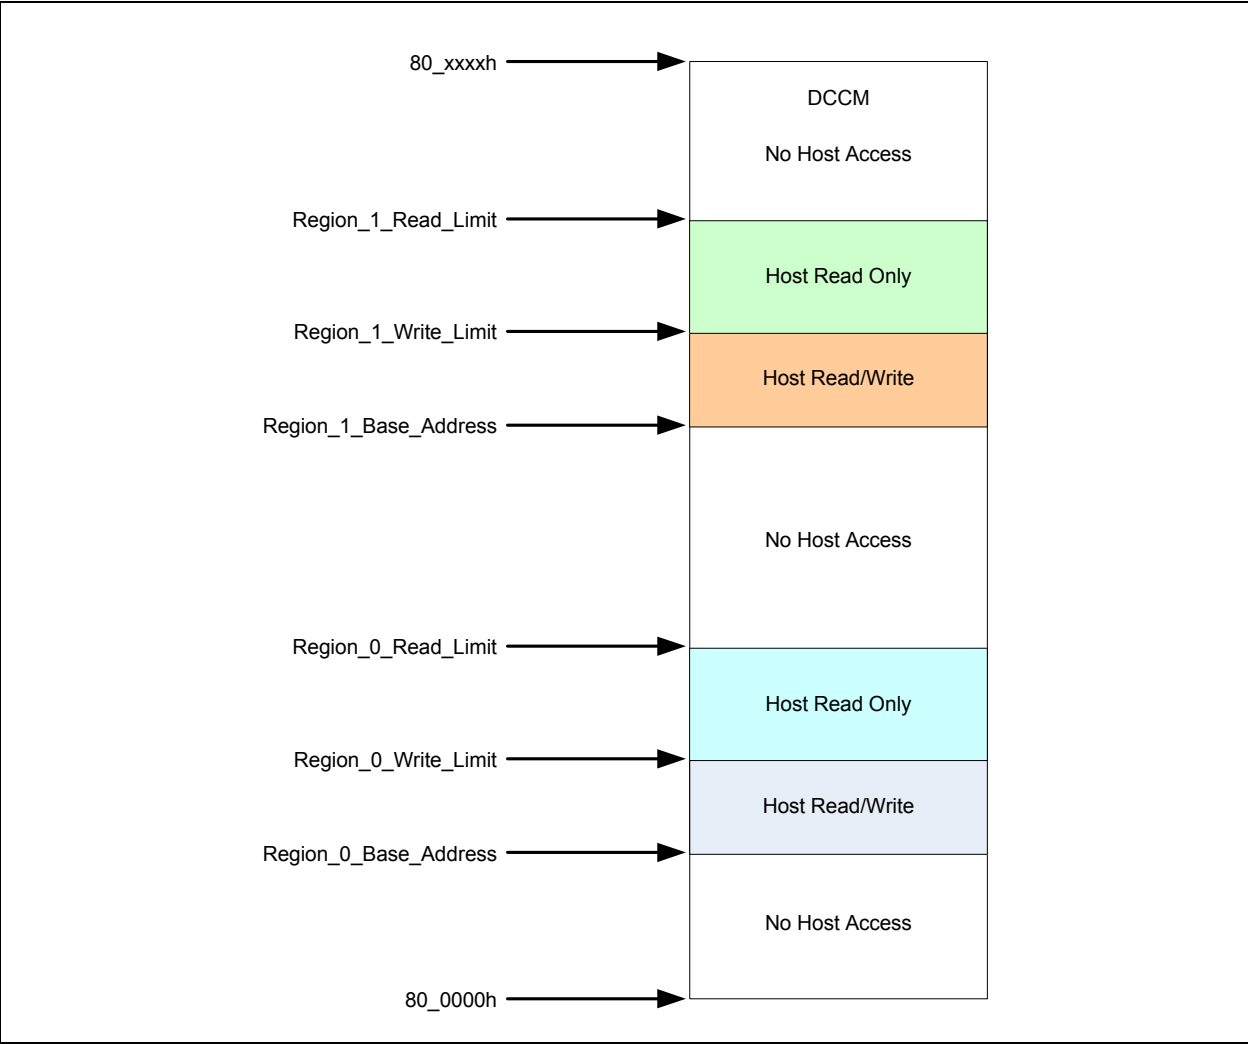 80_xxxxh
DCCM
No Host Access
Region_1_Read_Limit
Host Read Only
Region_1_Write_Limit
Host Read/Write
Region_1_Base_Address
No Host Access
Region_0_Read_Limit
Host Read Only
Region_0_Write_Limit
Host Read/Write
Region_0_Base_Address
No Host Access
80_0000h